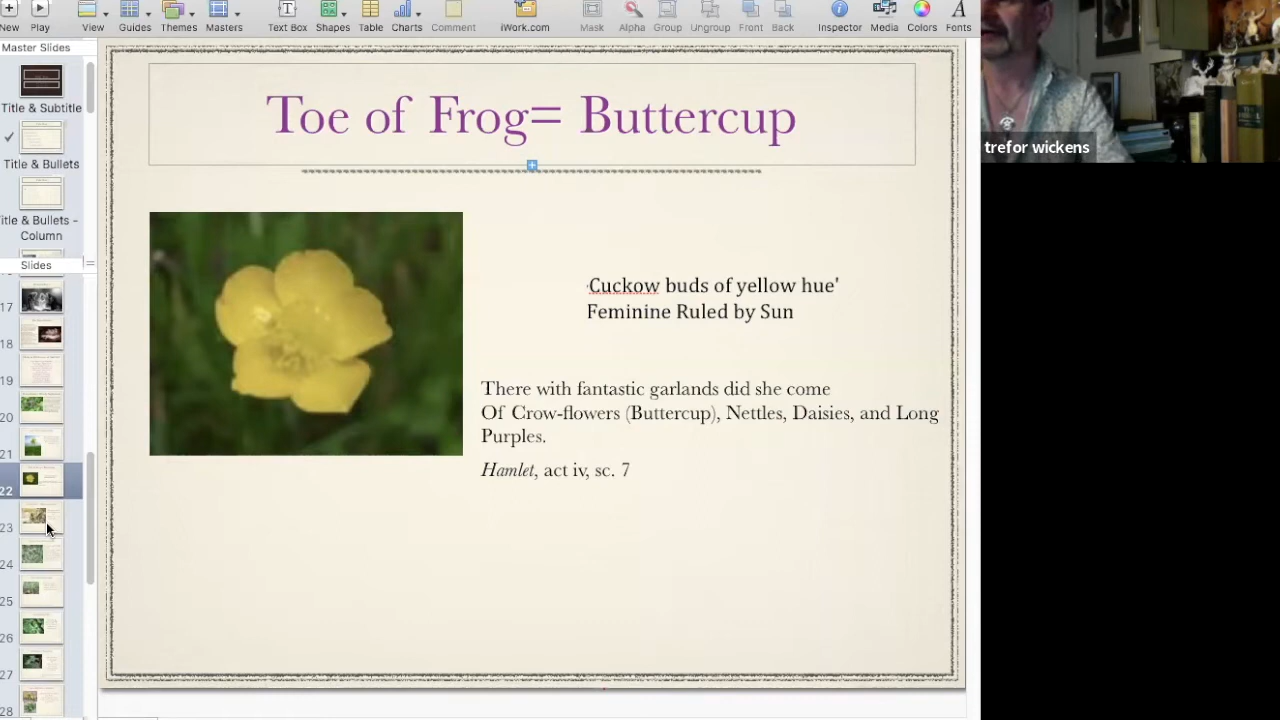 New Play View Guides Themes Masters Text Box Shapes Table Charts Comment iWork.com Mask Alpha Group Ungroup Front Back Inspector Media Colors Fonts
Master Slides
Title & Subtitle
Title & Bullets
Title & Bullets -
Column
Slides
17
18
19
20
21
22
23
24
25
26
27
28
Toe of Frog= Buttercup
'Cuckow buds of yellow hue'
Feminine Ruled by Sun
There with fantastic garlands did she come
Of Crow-flowers (Buttercup), Nettles, Daisies, and Long
Purples.
Hamlet, act iv, sc. 7
trefor wickens